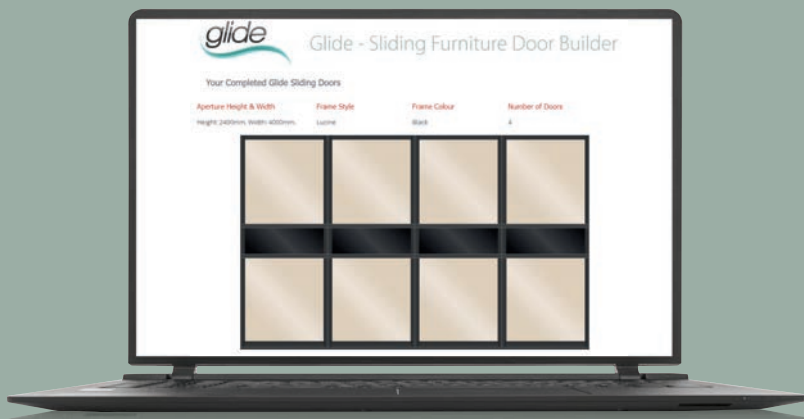 glide
Glide - Sliding Furniture Door Builder
Your Completed Glide Sliding Doors
Aperture Height & Width Frame Style Frame Colour Number of Doors
Height: 2400mm, Width: 4000mm. Lucine Black 4